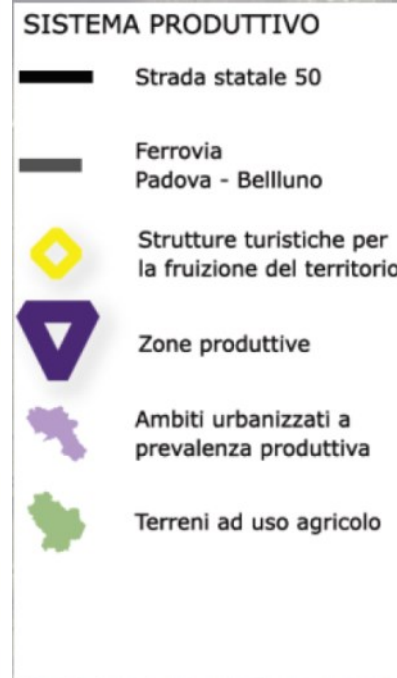 SISTEMA PRODUTTIVO
Strada statale 50
Ferrovia
Padova - Bellluno
Strutture turistiche per
la fruizione del territorio
Zone produttive
Ambiti urbanizzati a
prevalenza produttiva
Terreni ad uso agricolo